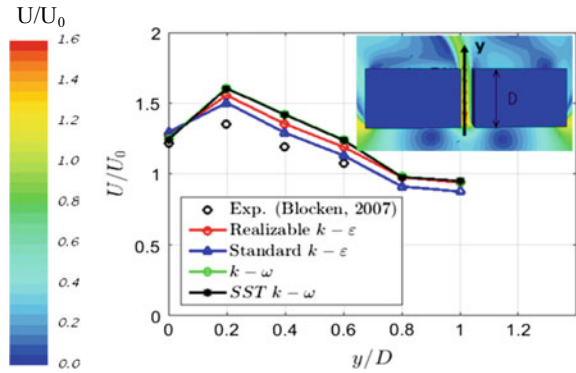 U/U₀
1.6
1.4
1.2
1.0
0.8
0.6
0.4
0.2
0.0
U/U₀
2
1.5
1
0.5
0
y
D
Exp. (Blocken, 2007)
Realizable k − ε
Standard k − ε
k − ω
SST k − ω
0 0.2 0.4 0.6 0.8 1 1.2
y/D